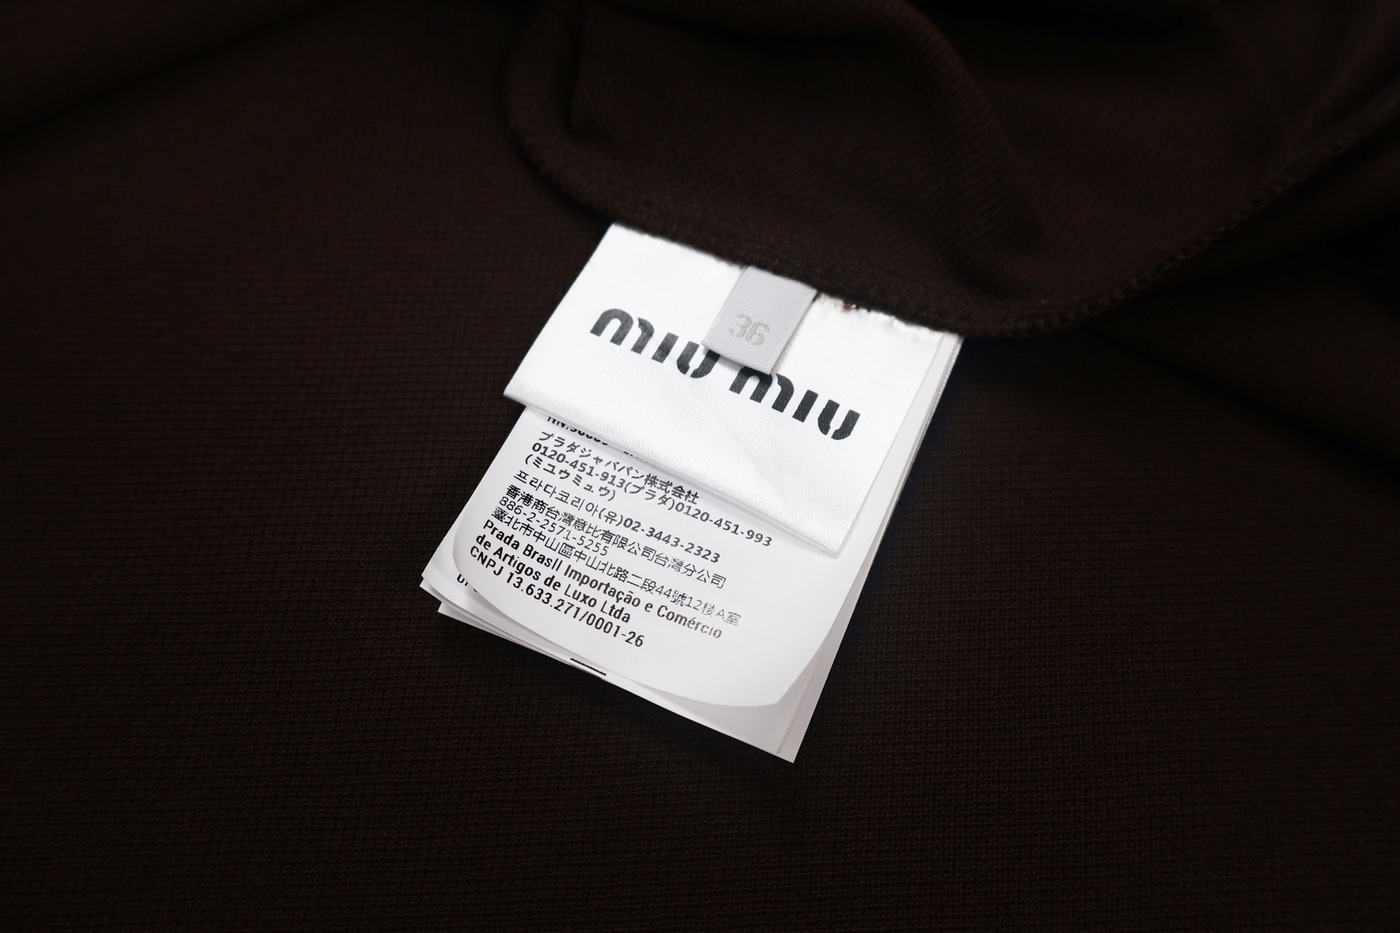 miu miu
36
プラダジャパパン株式会社
0120-451-913(プラダ)0120-451-993
(ミユウミュウ)
프라다코리아(유)02-3443-2323
香港商台灣意比有限公司台灣分公司
886-2-2571-5255
臺北市中山區中山北路二段44號12樓A室
Prada Brasil Importação e Comércio
de Artigos de Luxo Ltda
CNPJ 13.633.271/0001-26